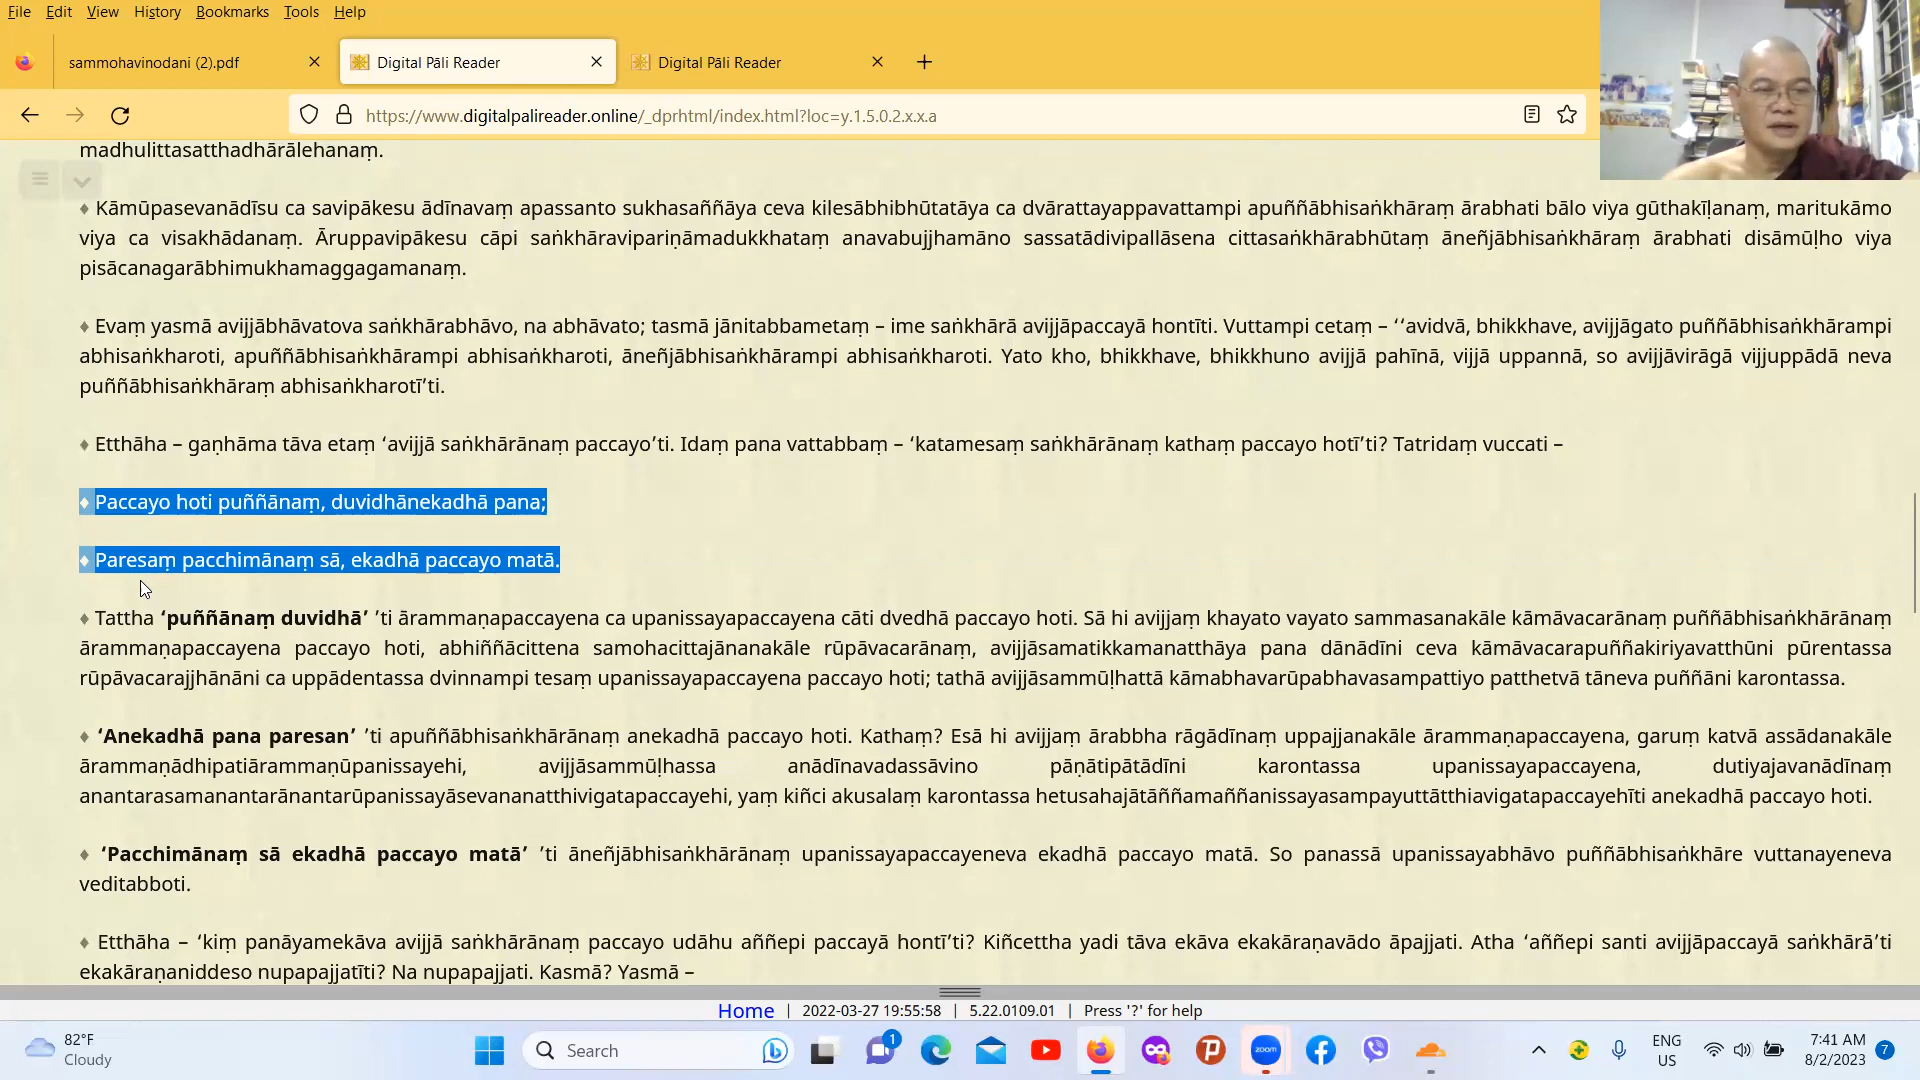 File Edit View History Bookmarks Tools Help
sammohavinodani (2).pdf
Digital Pāli Reader
Digital Pāli Reader
https://www.digitalpalireader.online/_dprhtml/index.html?loc=y.1.5.0.2.x.x.a
madhulittasatthadhārālehanaṃ.
♦ Kāmūpasevanādīsu ca savipākesu ādīnavaṃ apassanto sukhasaññāya ceva kilesābhibhūtatāya ca dvārattayappavattampi apuññābhisaṅkhāraṃ ārabhati bālo viya gūthakīḷanaṃ, maritukāmo
viya ca visakhādanaṃ. Āruppavipākesu cāpi saṅkhāravipariṇāmadukkhataṃ anavabujjhamāno sassatādivipallāsena cittasaṅkhārabhūtaṃ āneñjābhisaṅkhāraṃ ārabhati disāmūḷho viya
pisācanagarābhimukhamaggagamanaṃ.
♦ Evaṃ yasmā avijjābhāvatova saṅkhārabhāvo, na abhāvato; tasmā jānitabbametaṃ – ime saṅkhārā avijjāpaccayā hontīti. Vuttampi cetaṃ – ‘‘avidvā, bhikkhave, avijjāgato puññābhisaṅkhārampi
abhisaṅkharoti, apuññābhisaṅkhārampi abhisaṅkharoti, āneñjābhisaṅkhārampi abhisaṅkharoti. Yato kho, bhikkhave, bhikkhuno avijjā pahīnā, vijjā uppannā, so avijjāvirāgā vijjuppādā neva
puññābhisaṅkhāraṃ abhisaṅkharotī’ti.
♦ Etthāha – gaṇhāma tāva etaṃ ‘avijjā saṅkhārānaṃ paccayo’ti. Idaṃ pana vattabbaṃ – ‘katamesaṃ saṅkhārānaṃ kathaṃ paccayo hotī’ti? Tatridaṃ vuccati –
♦ Paccayo hoti puññānaṃ, duvidhānekadhā pana;
♦ Paresaṃ pacchimānaṃ sā, ekadhā paccayo matā.
♦ Tattha ‘puññānaṃ duvidhā’ ’ti ārammaṇapaccayena ca upanissayapaccayena cāti dvedhā paccayo hoti. Sā hi avijjaṃ khayato vayato sammasanakāle kāmāvacarānaṃ puññābhisaṅkhārānaṃ
ārammaṇapaccayena paccayo hoti, abhiññācittena samohacittajānanakāle rūpāvacarānaṃ, avijjāsamatikkamanatthāya pana dānādīni ceva kāmāvacarapuññakiriyavatthūni pūrentassa
rūpāvacarajjhānāni ca uppādentassa dvinnampi tesaṃ upanissayapaccayena paccayo hoti; tathā avijjāsammūḷhattā kāmabhavarūpabhavasampattiyo patthetvā tāneva puññāni karontassa.
♦ ‘Anekadhā pana paresan’ ’ti apuññābhisaṅkhārānaṃ anekadhā paccayo hoti. Kathaṃ? Esā hi avijjaṃ ārabbha rāgādīnaṃ uppajjanakāle ārammaṇapaccayena, garuṃ katvā assādanakāle
ārammaṇādhipatiārammaṇūpanissayehi, avijjāsammūḷhassa anādīnavadassāvino pāṇātipātādīni karontassa upanissayapaccayena, dutiyajavanādīnaṃ
anantarasamanantarānantarūpanissayāsevananatthivigatapaccayehi, yaṃ kiñci akusalaṃ karontassa hetusahajātāññamaññanissayasampayuttātthiavigatapaccayehīti anekadhā paccayo hoti.
♦ ‘Pacchimānaṃ sā ekadhā paccayo matā’ ’ti āneñjābhisaṅkhārānaṃ upanissayapaccayeneva ekadhā paccayo matā. So panassā upanissayabhāvo puññābhisaṅkhāre vuttanayeneva
veditabboti.
♦ Etthāha – ‘kiṃ panāyamekāva avijjā saṅkhārānaṃ paccayo udāhu aññepi paccayā hontī’ti? Kiñcettha yadi tāva ekāva ekakāraṇavādo āpajjati. Atha ‘aññepi santi avijjāpaccayā saṅkhārā’ti
ekakāraṇaniddeso nupapajjatīti? Na nupapajjati. Kasmā? Yasmā –
Home | 2022-03-27 19:55:58 | 5.22.0109.01 | Press '?' for help
82°F
Cloudy
Search
1
zoom
ENG
US
7:41 AM
8/2/2023
7